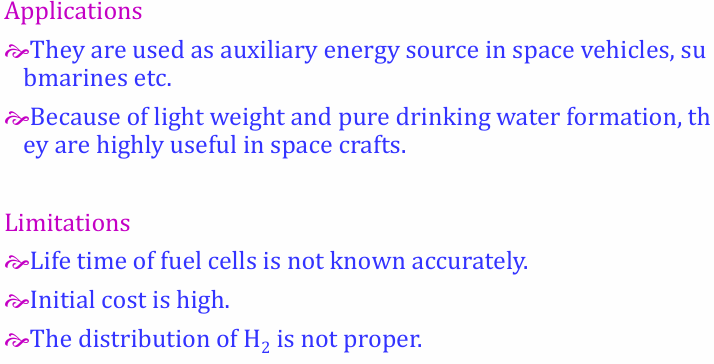 Applications
They are used as auxiliary energy source in space vehicles, su
bmarines etc.
Because of light weight and pure drinking water formation, th
ey are highly useful in space crafts.
Limitations
Life time of fuel cells is not known accurately.
Initial cost is high.
The distribution of H₂ is not proper.